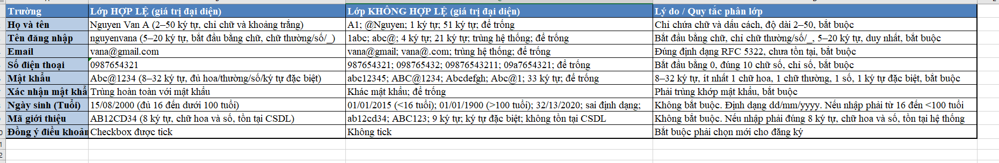 Trường	Lớp HỢP LỆ (giá trị đại diện)	Lớp KHÔNG HỢP LỆ (giá trị đại diện)	Lý do / Quy tắc phân lớp
Họ và tên	Nguyen Van A (2–50 ký tự, chỉ chữ và khoảng trắng)	A1; @Nguyen; 1 ký tự; 51 ký tự; để trống	Chỉ chứa chữ và dấu cách, độ dài 2–50, bắt buộc
Tên đăng nhập	nguyenvana (5–20 ký tự, bắt đầu bằng chữ, chữ thường/số/_)	1abc; abc@; 4 ký tự; 21 ký tự; trùng hệ thống; để trống	Bắt đầu bằng chữ, chỉ chữ thường/số/_, 5–20 ký tự, duy nhất, bắt buộc
Email	vana@gmail.com	vana@gmail; vana@.com; trùng hệ thống; để trống	Đúng định dạng RFC 5322, chưa tồn tại, bắt buộc
Số điện thoại	0987654321	987654321; 098765432; 09876543211; 09a7654321; để trống	Bắt đầu bằng 0, đúng 10 chữ số, chỉ số, bắt buộc
Mật khẩu	Abc@1234 (8–32 ký tự, đủ hoa/thường/số/ký tự đặc biệt)	abc12345; ABC@1234; Abcdefgh; Abc@1; 33 ký tự; để trống	8–32 ký tự, ít nhất 1 chữ hoa, 1 chữ thường, 1 số, 1 ký tự đặc biệt, bắt buộc
Xác nhận mật khẩ	Trùng hoàn toàn với mật khẩu	Khác mật khẩu; để trống	Phải trùng khớp mật khẩu, bắt buộc
Ngày sinh (Tuổi)	15/08/2000 (đủ 16 đến dưới 100 tuổi)	01/01/2015 (<16 tuổi); 01/01/1900 (>100 tuổi); 32/13/2020; sai định dạng;	Không bắt buộc. Định dạng dd/mm/yyyy. Nếu nhập phải từ 16 đến <100 tuổi
Mã giới thiệu	AB12CD34 (8 ký tự, chữ hoa và số, tồn tại CSDL)	ab12cd34; ABC123; 9 ký tự; ký tự đặc biệt; không tồn tại CSDL	Không bắt buộc. Nếu nhập phải đúng 8 ký tự, chữ hoa và số, tồn tại hệ thống
Đồng ý điều khoản	Checkbox được tick	Không tick	Bắt buộc phải chọn mới cho đăng ký